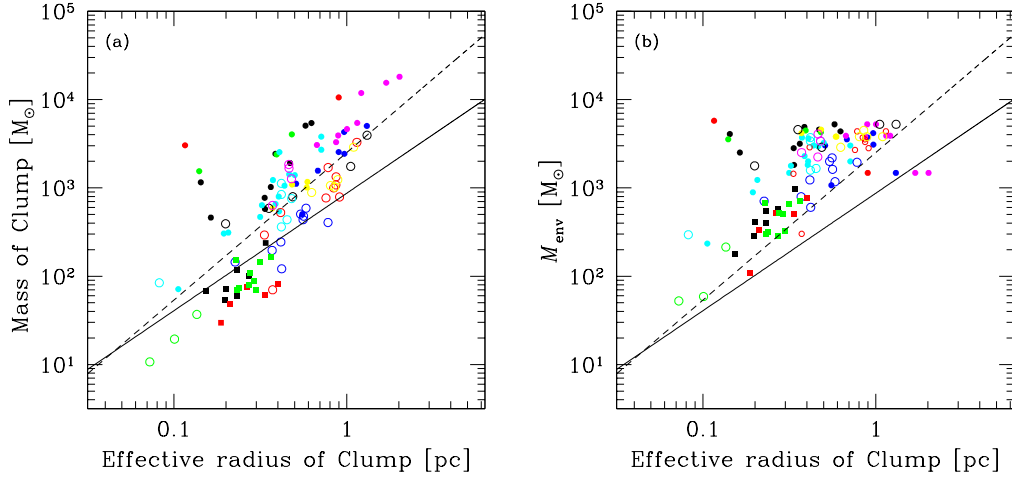 (a)
Mass of Clump [M⊙]
10⁵
10⁴
10³
10²
10¹
0.1 1
Effective radius of Clump [pc]
(b)
M_env [M⊙]
10⁵
10⁴
10³
10²
10¹
0.1 1
Effective radius of Clump [pc]